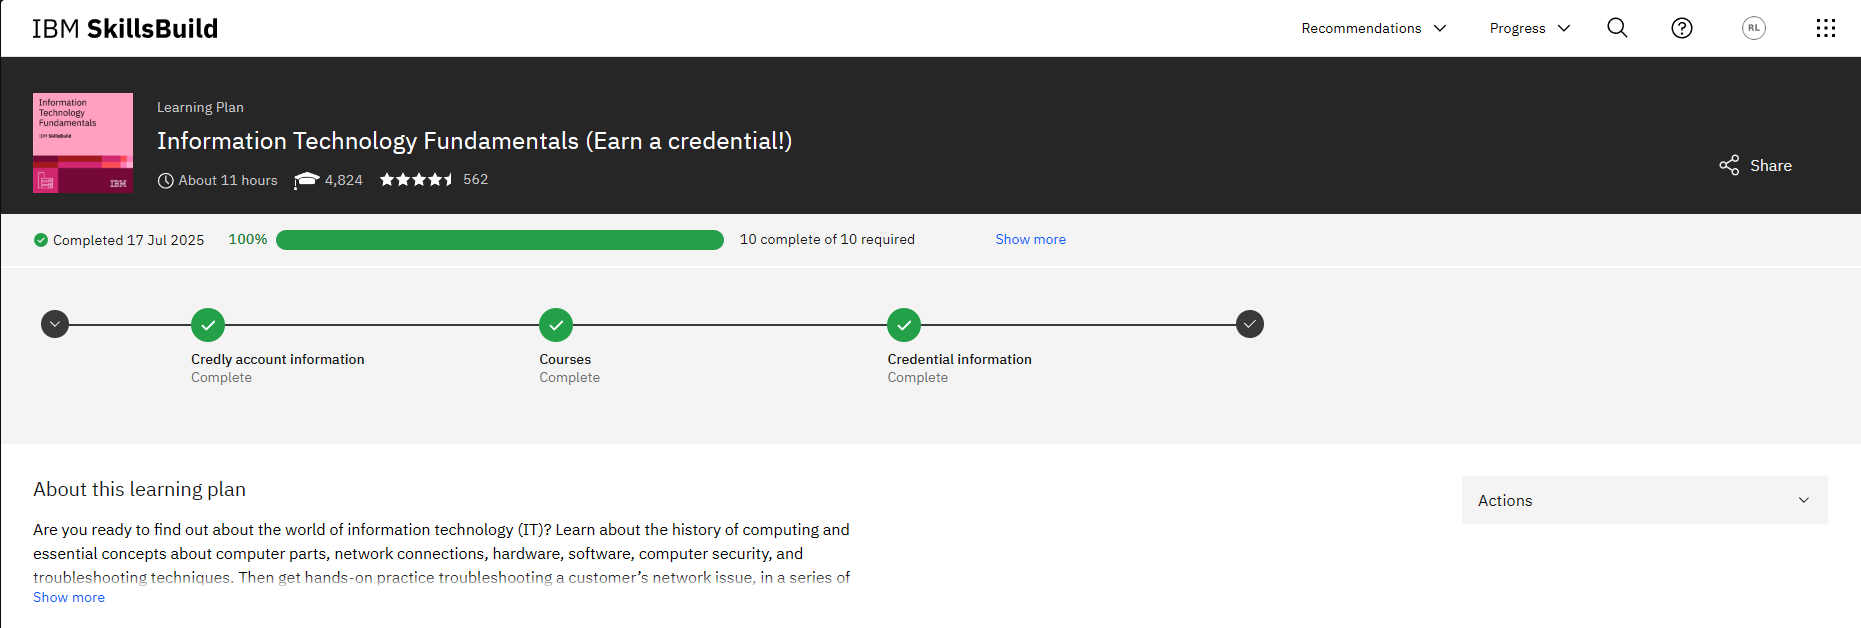 IBM SkillsBuild
Recommendations
Progress
RL
Information
Technology
Fundamentals
IBM SkillsBuild
IBM
Learning Plan
Information Technology Fundamentals (Earn a credential!)
About 11 hours
4,824
562
Share
Completed 17 Jul 2025
100%
10 complete of 10 required
Show more
Credly account information
Complete
Courses
Complete
Credential information
Complete
About this learning plan
Actions
Are you ready to find out about the world of information technology (IT)? Learn about the history of computing and
essential concepts about computer parts, network connections, hardware, software, computer security, and
troubleshooting techniques. Then get hands-on practice troubleshooting a customer’s network issue, in a series of
Show more